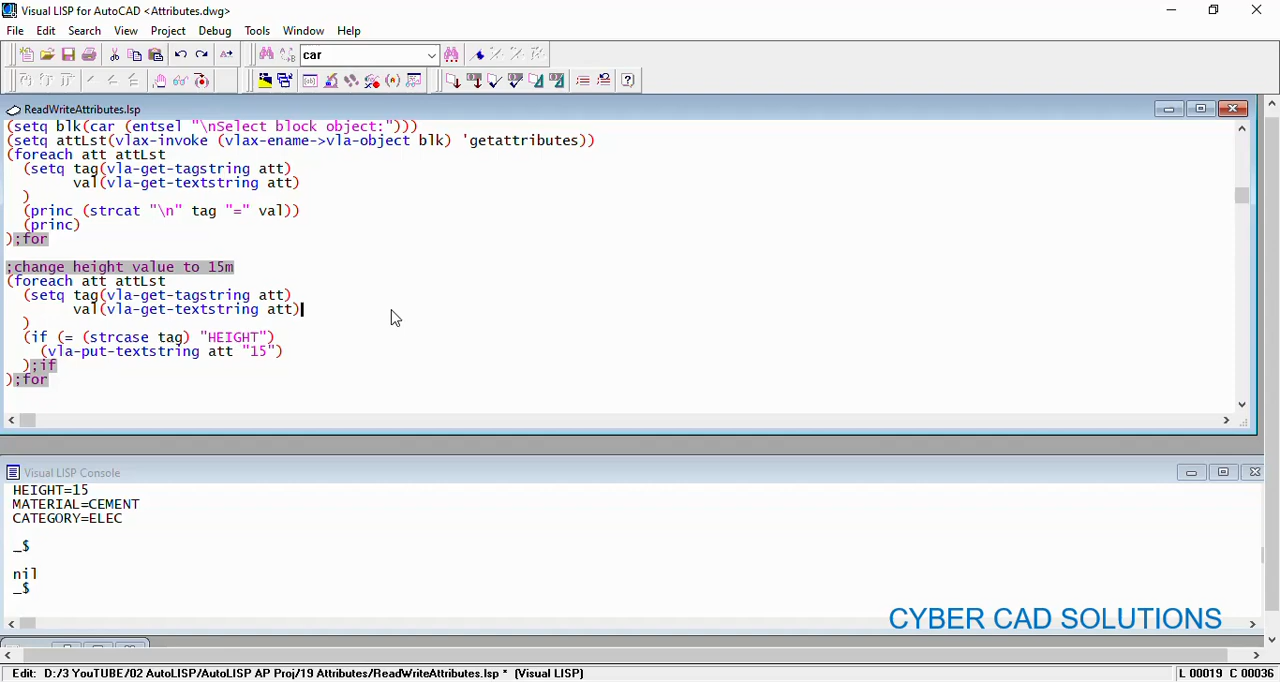 Visual LISP for AutoCAD <Attributes.dwg>
File Edit Search View Project Debug Tools Window Help
car
ReadWriteAttributes.lsp
(setq blk(car (entsel "\nSelect block object:")))
(setq attLst(vlax-invoke (vlax-ename->vla-object blk) 'getattributes))
(foreach att attLst
(setq tag(vla-get-tagstring att)
val(vla-get-textstring att)
)
(princ (strcat "\n" tag "=" val))
(princ)
);for
;change height value to 15m
(foreach att attLst
(setq tag(vla-get-tagstring att)
val(vla-get-textstring att)
)
(if (= (strcase tag) "HEIGHT")
(vla-put-textstring att "15")
);if
);for
Visual LISP Console
HEIGHT=15
MATERIAL=CEMENT
CATEGORY=ELEC
_$
nil
_$
CYBER CAD SOLUTIONS
Edit: D:/3 YouTUBE/02 AutoLISP/AutoLISP AP Proj/19 Attributes/ReadWriteAttributes.lsp * (Visual LISP) L 00019 C 00036